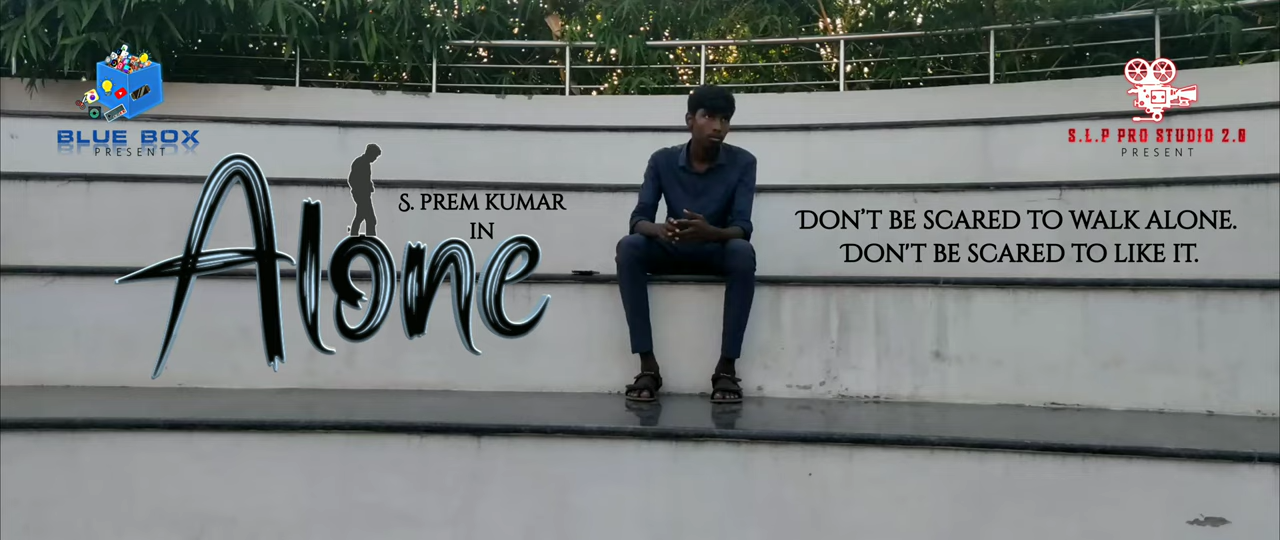 BLUE BOX
PRESENT
S.L.P PRO STUDIO 2.0
PRESENT
S. PREM KUMAR
IN
Alone
DON'T BE SCARED TO WALK ALONE.
DON'T BE SCARED TO LIKE IT.